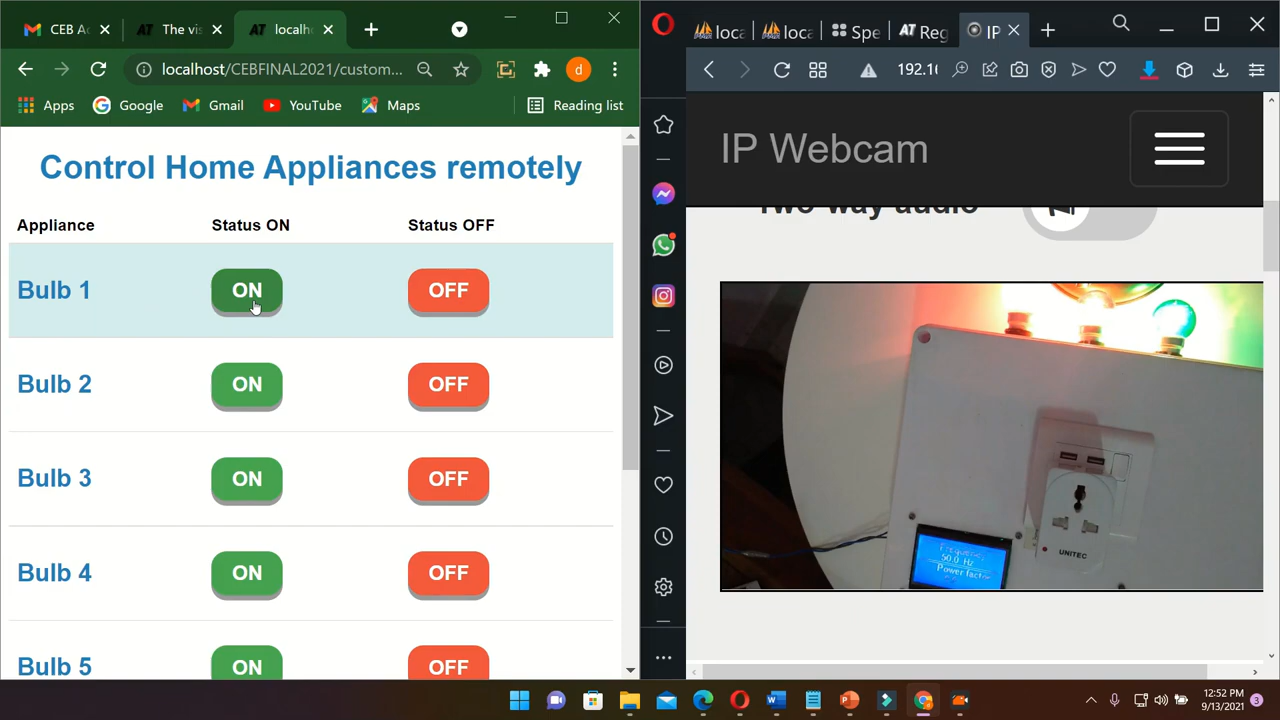 CEB Ac
The vis
localh
localhost/CEBFINAL2021/custom...
Apps
Google
Gmail
YouTube
Maps
Reading list
Control Home Appliances remotely
Appliance
Status ON
Status OFF
Bulb 1
ON
OFF
Bulb 2
ON
OFF
Bulb 3
ON
OFF
Bulb 4
ON
OFF
Bulb 5
ON
OFF
loca
loca
Spe
Reg
IP
IP Webcam
Two-way audio
Frequency
50.0 Hz
Power factor
UNITEC
12:52 PM
9/13/2021
3